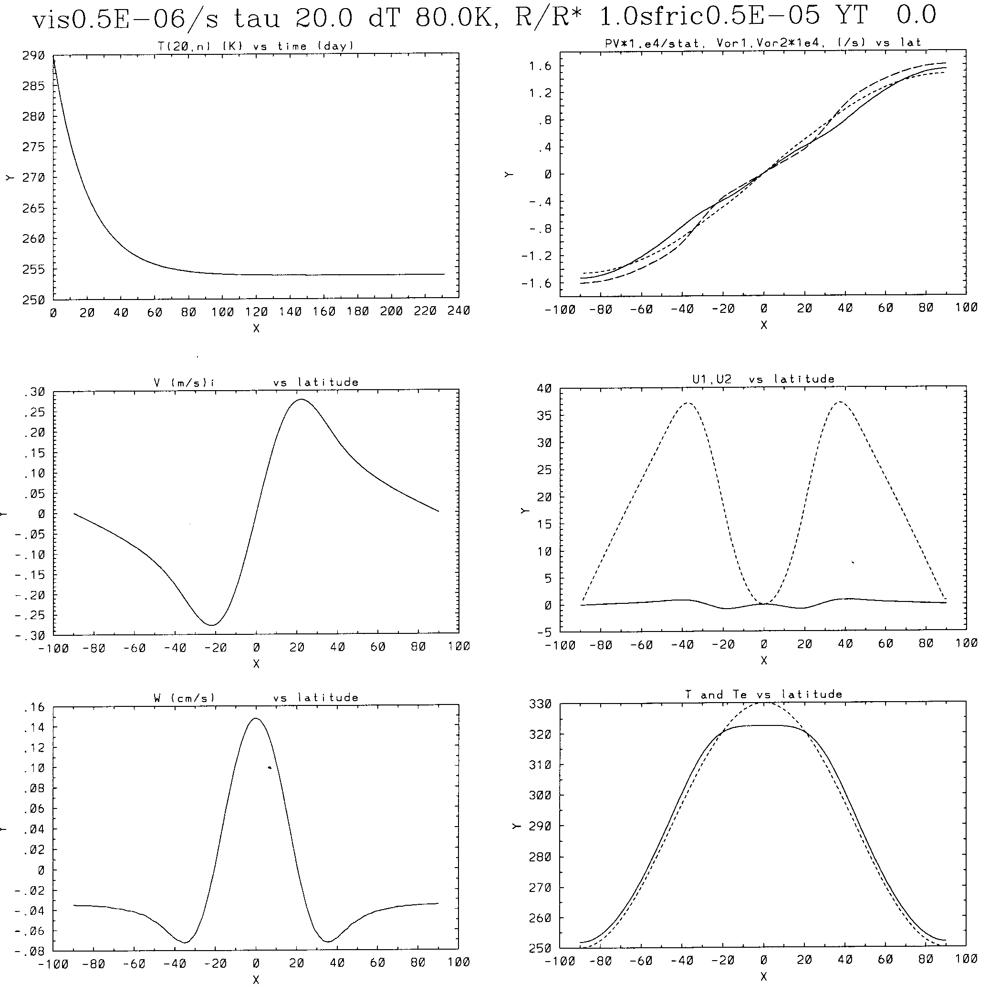 vis0.5E-06/s tau 20.0 dT 80.0K, R/R* 1.0sfric0.5E-05 YT 0.0
T(20,n) (K) vs time (day)
290
285
280
275
270
265
260
255
250
Y
0 20 40 60 80 100 120 140 160 180 200 220 240
X
PV*1.e4/stat, Vor1,Vor2*1e4, (/s) vs lat
1.6
1.2
.8
.4
0
-.4
-.8
-1.2
-1.6
Y
-100 -80 -60 -40 -20 0 20 40 60 80 100
X
V (m/s)i vs latitude
.30
.25
.20
.15
.10
.05
0
-.05
-.10
-.15
-.20
-.25
-.30
Y
-100 -80 -60 -40 -20 0 20 40 60 80 100
X
U1,U2 vs latitude
40
35
30
25
20
15
10
5
0
-5
Y
-100 -80 -60 -40 -20 0 20 40 60 80 100
X
W (cm/s) vs latitude
.16
.14
.12
.10
.08
.06
.04
.02
0
-.02
-.04
-.06
-.08
Y
-100 -80 -60 -40 -20 0 20 40 60 80 100
X
T and Te vs latitude
330
320
310
300
290
280
270
260
250
Y
-100 -80 -60 -40 -20 0 20 40 60 80 100
X